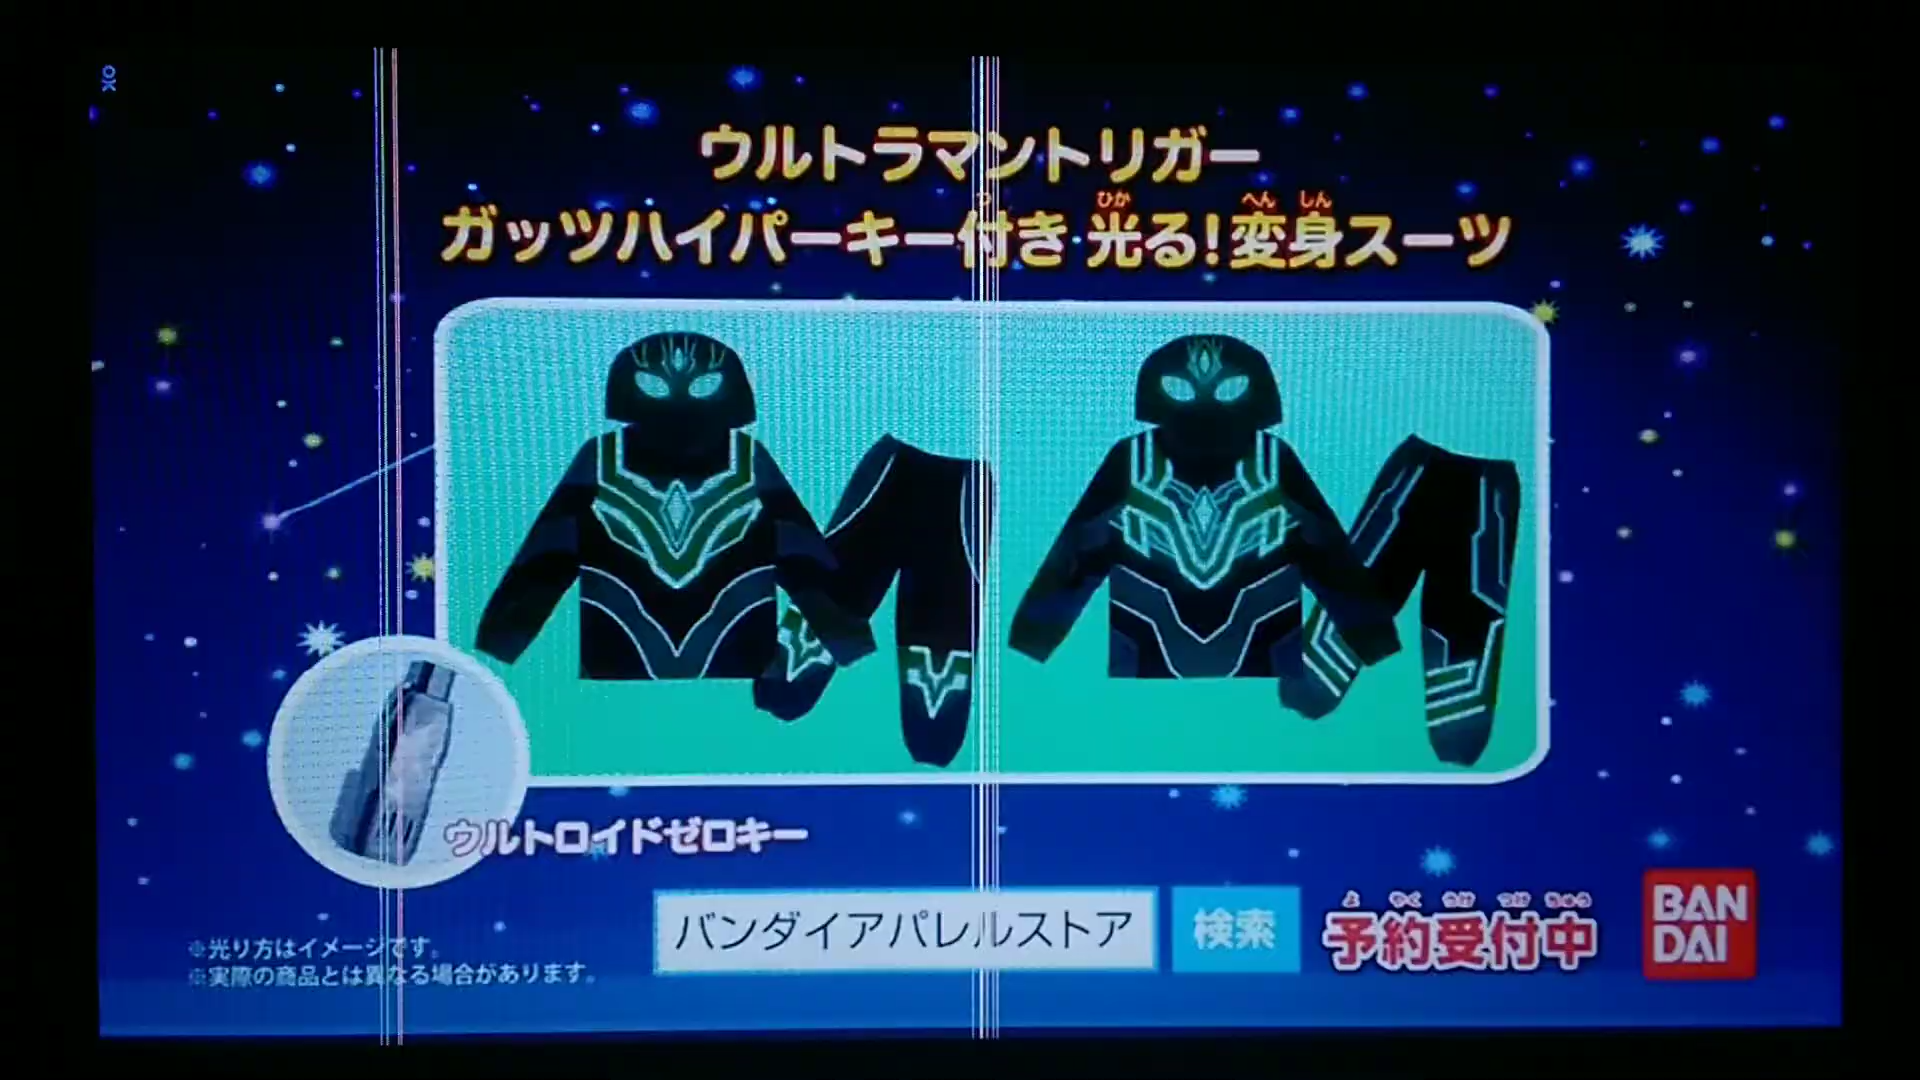 OK
ウルトラマントリガー
ガッツハイパーキー付き 光る!変身スーツ
ウルトロイドゼロキー
バンダイアパレルストア
検索
予約受付中
BAN
DAI
※光り方はイメージです。
※実際の商品とは異なる場合があります。